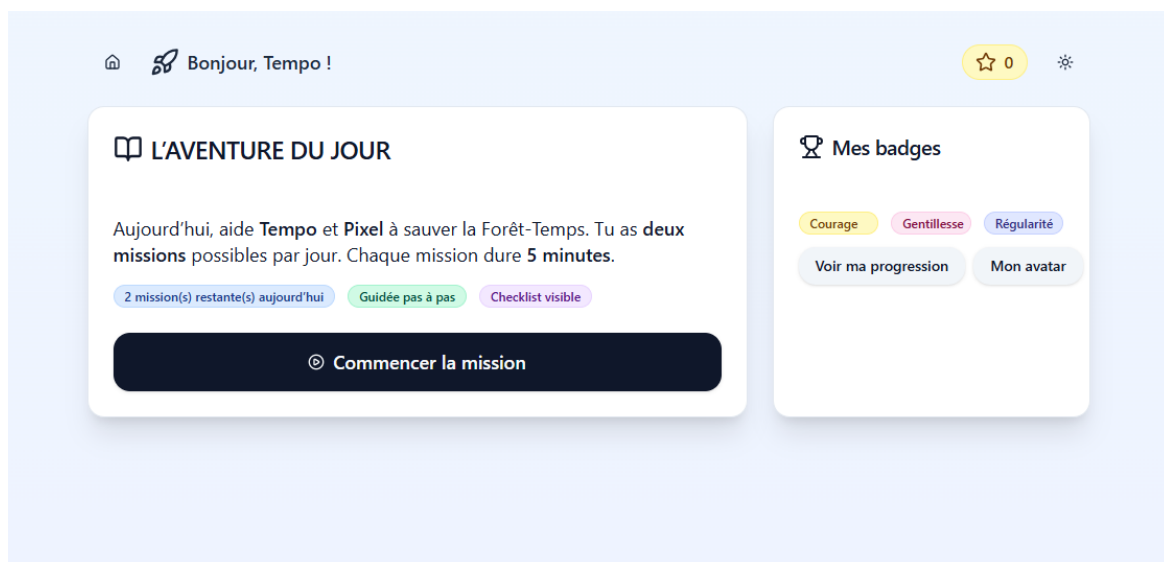 Bonjour, Tempo !
0
L’AVENTURE DU JOUR
Aujourd’hui, aide Tempo et Pixel à sauver la Forêt-Temps. Tu as deux
missions possibles par jour. Chaque mission dure 5 minutes.
2 mission(s) restante(s) aujourd’hui
Guidée pas à pas
Checklist visible
Commencer la mission
Mes badges
Courage
Gentillesse
Régularité
Voir ma progression
Mon avatar